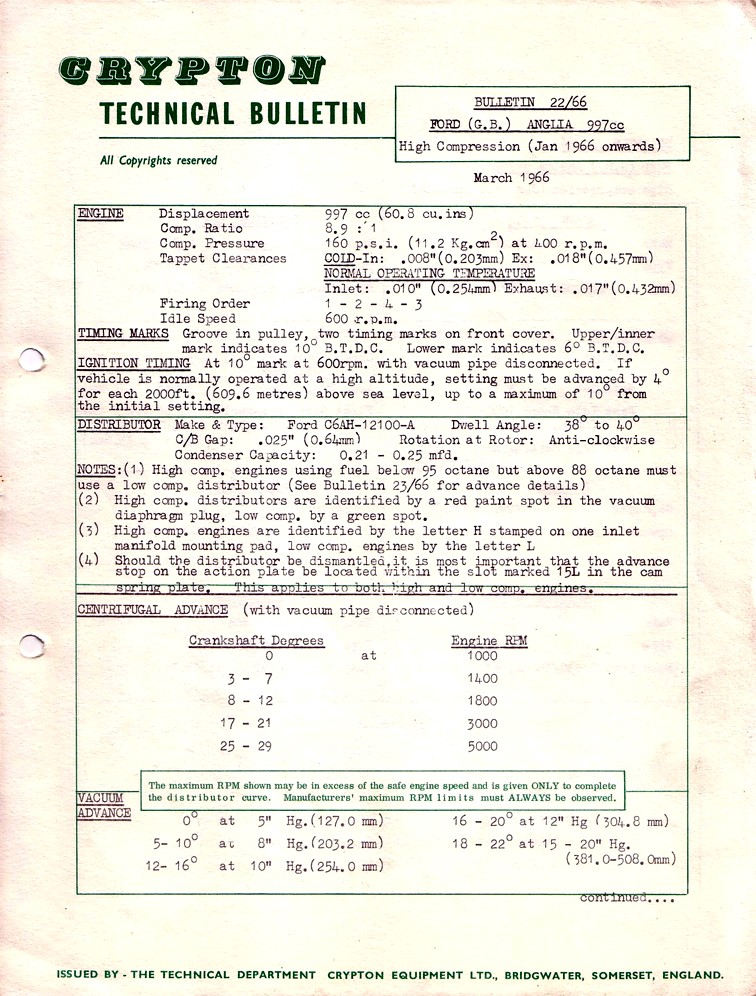 CRYPTON
TECHNICAL BULLETIN
All Copyrights reserved
BULLETIN 22/66
FORD (G.B.) ANGLIA 997cc
High Compression (Jan 1966 onwards)
March 1966
ENGINE Displacement 997 cc (60.8 cu.ins)
Comp. Ratio 8.9 : 1
Comp. Pressure 160 p.s.i. (11.2 Kg.cm2) at 400 r.p.m.
Tappet Clearances COLD-In: .008"(0.203mm) Ex: .018"(0.457mm)
NORMAL OPERATING TEMPERATURE
Inlet: .010" (0.254mm) Exhaust: .017"(0.432mm)
Firing Order 1 - 2 - 4 - 3
Idle Speed 600 r.p.m.
TIMING MARKS Groove in pulley, two timing marks on front cover. Upper/inner
mark indicates 10° B.T.D.C. Lower mark indicates 6° B.T.D.C.
IGNITION TIMING At 10° mark at 600rpm. with vacuum pipe disconnected. If
vehicle is normally operated at a high altitude, setting must be advanced by 4°
for each 2000ft. (609.6 metres) above sea level, up to a maximum of 10° from
the initial setting.
DISTRIBUTOR Make & Type: Ford C6AH-12100-A Dwell Angle: 38° to 40°
C/B Gap: .025" (0.64mm) Rotation at Rotor: Anti-clockwise
Condenser Capacity: 0.21 - 0.25 mfd.
NOTES:(1) High comp. engines using fuel below 95 octane but above 88 octane must
use a low comp. distributor (See Bulletin 23/66 for advance details)
(2) High comp. distributors are identified by a red paint spot in the vacuum
diaphragm plug, low comp. by a green spot.
(3) High comp. engines are identified by the letter H stamped on one inlet
manifold mounting pad, low comp. engines by the letter L
(4) Should the distributor be dismantled,it is most important that the advance
stop on the action plate be located within the slot marked 15L in the cam
spring plate. This applies to both high and low comp. engines.
CENTRIFUGAL ADVANCE (with vacuum pipe disconnected)
Crankshaft Degrees Engine RPM
0 at 1000
3 - 7 1400
8 - 12 1800
17 - 21 3000
25 - 29 5000
The maximum RPM shown may be in excess of the safe engine speed and is given ONLY to complete
the distributor curve. Manufacturers' maximum RPM limits must ALWAYS be observed.
VACUUM
ADVANCE
0° at 5" Hg.(127.0 mm) 16 - 20° at 12" Hg (304.8 mm)
5- 10° at 8" Hg.(203.2 mm) 18 - 22° at 15 - 20" Hg.
12- 16° at 10" Hg.(254.0 mm) (381.0-508.0mm)
continued....
ISSUED BY - THE TECHNICAL DEPARTMENT CRYPTON EQUIPMENT LTD., BRIDGWATER, SOMERSET, ENGLAND.